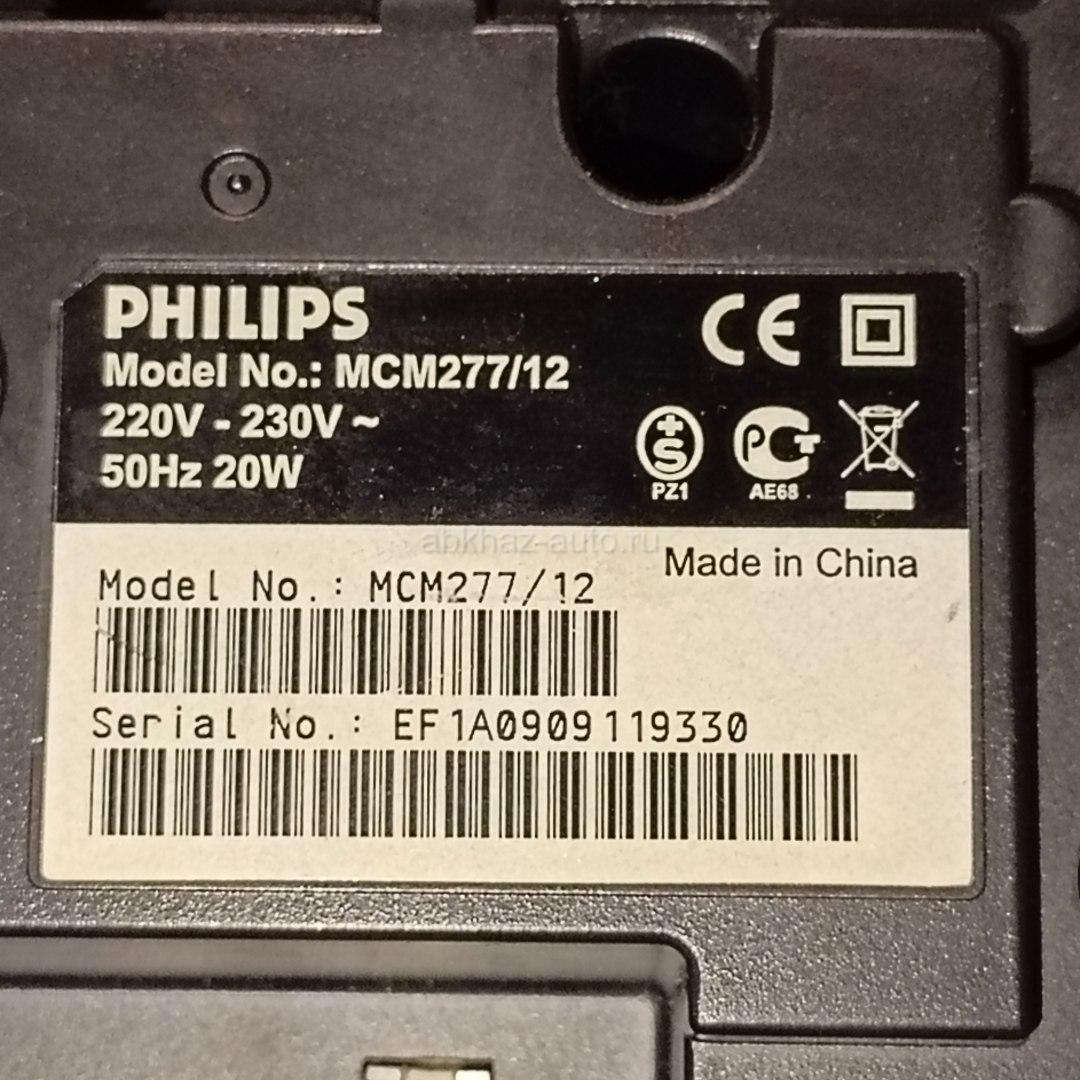 PHILIPS
Model No.: MCM277/12
220V - 230V ~
50Hz 20W
CE
+S
PCT
PZ1
AE68
abkhaz-auto.ru
Made in China
Model No.: MCM277/12
Serial No.: EF1A0909119330